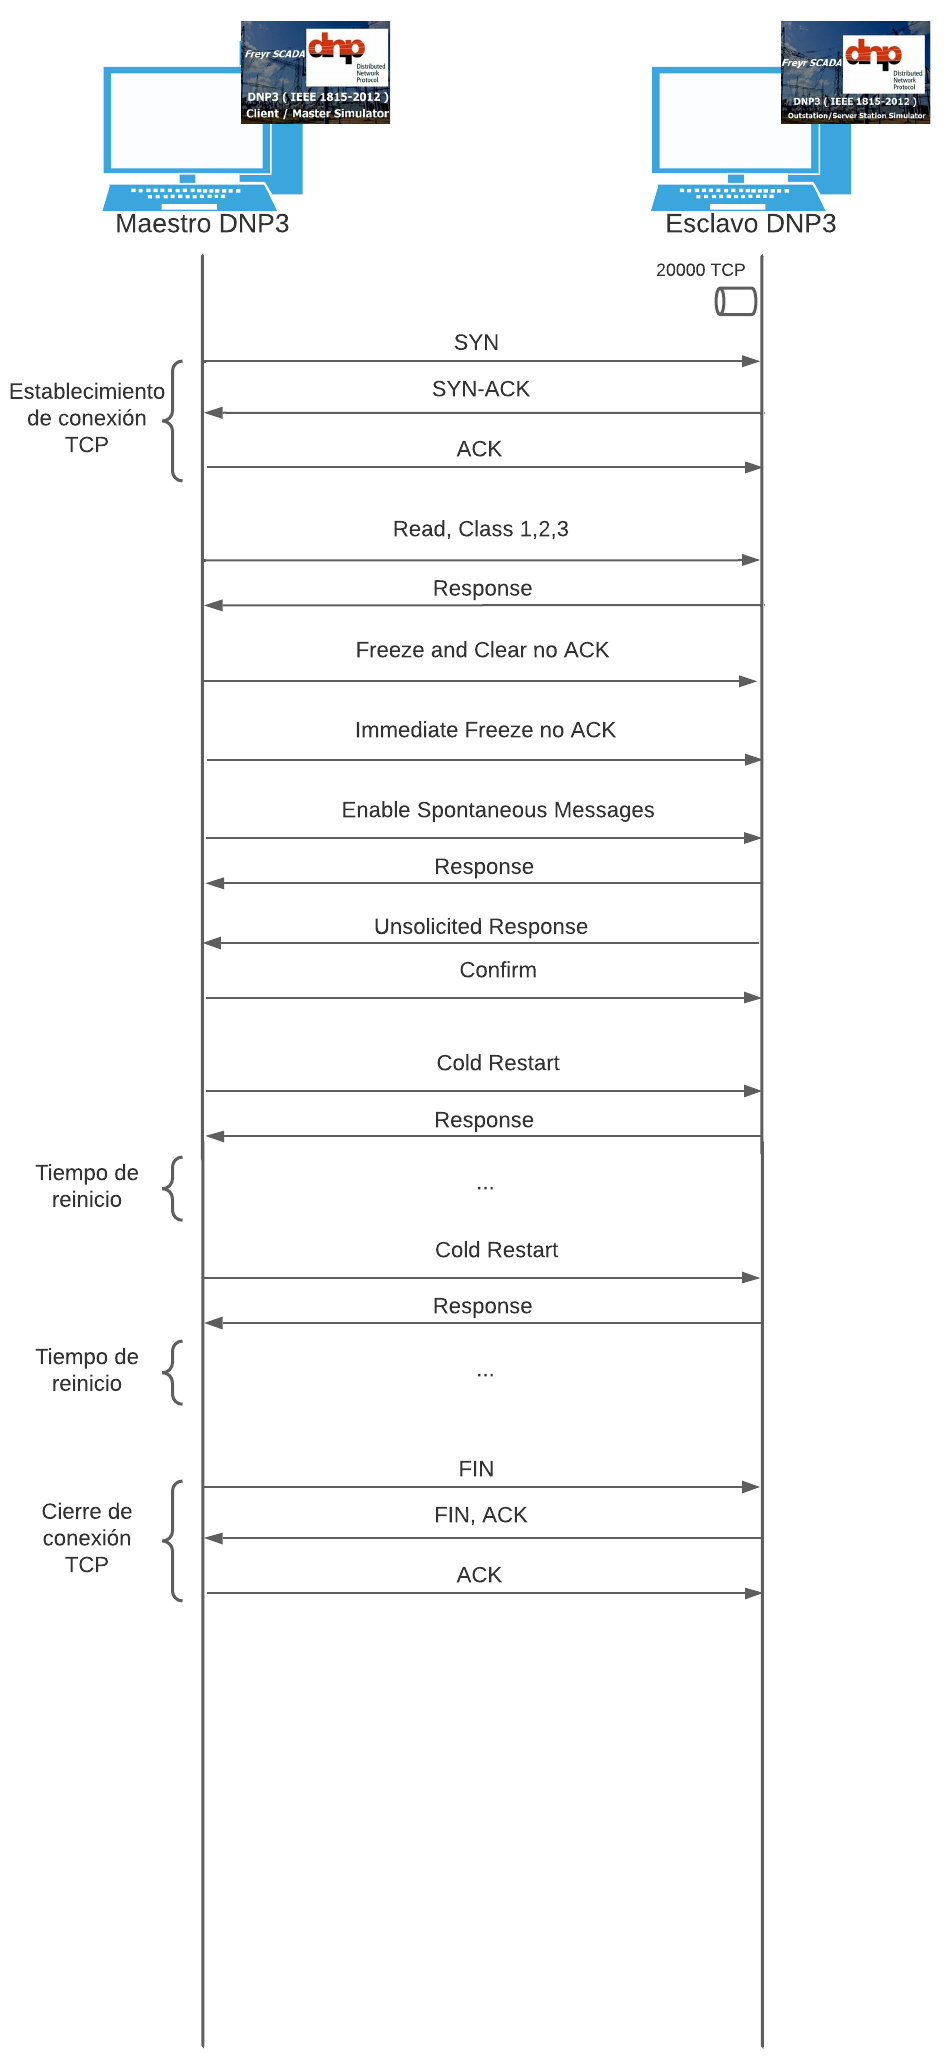 Freyr SCADA
dnp
Distributed
Network
Protocol
DNP3 ( IEEE 1815-2012 )
Client / Master Simulator
Freyr SCADA
dnp
Distributed
Network
Protocol
DNP3 ( IEEE 1815-2012 )
Outstation/Server Station Simulator
Maestro DNP3
Esclavo DNP3
20000 TCP
SYN
Establecimiento
de conexión
TCP
SYN-ACK
ACK
Read, Class 1,2,3
Response
Freeze and Clear no ACK
Immediate Freeze no ACK
Enable Spontaneous Messages
Response
Unsolicited Response
Confirm
Cold Restart
Response
Tiempo de
reinicio
...
Cold Restart
Response
Tiempo de
reinicio
...
FIN
Cierre de
conexión
TCP
FIN, ACK
ACK